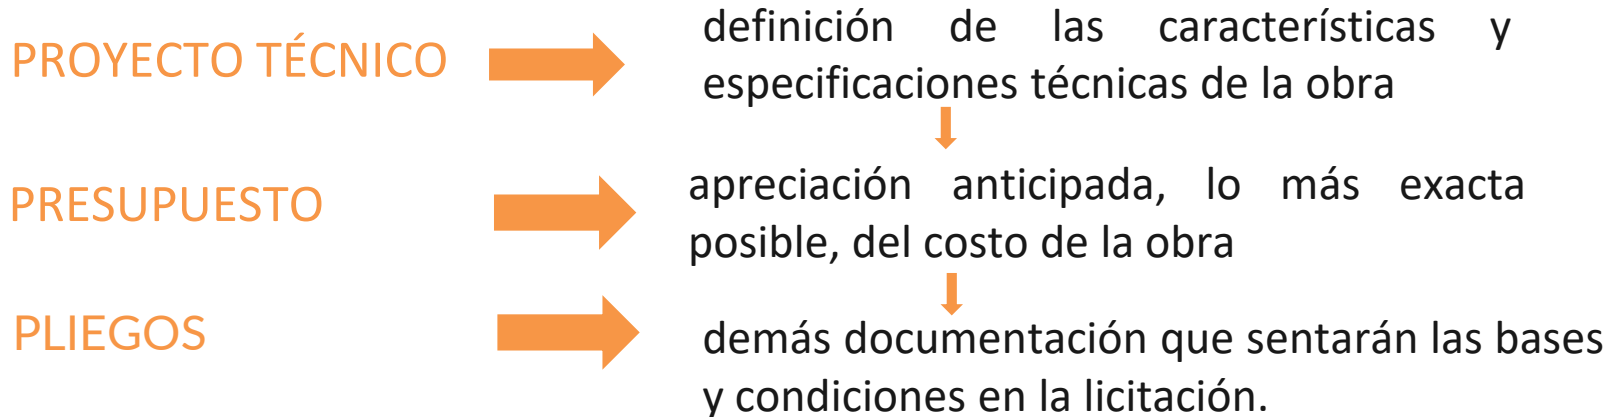 PROYECTO TÉCNICO
definición de las características y
especificaciones técnicas de la obra
PRESUPUESTO
apreciación anticipada, lo más exacta
posible, del costo de la obra
PLIEGOS
demás documentación que sentarán las bases
y condiciones en la licitación.